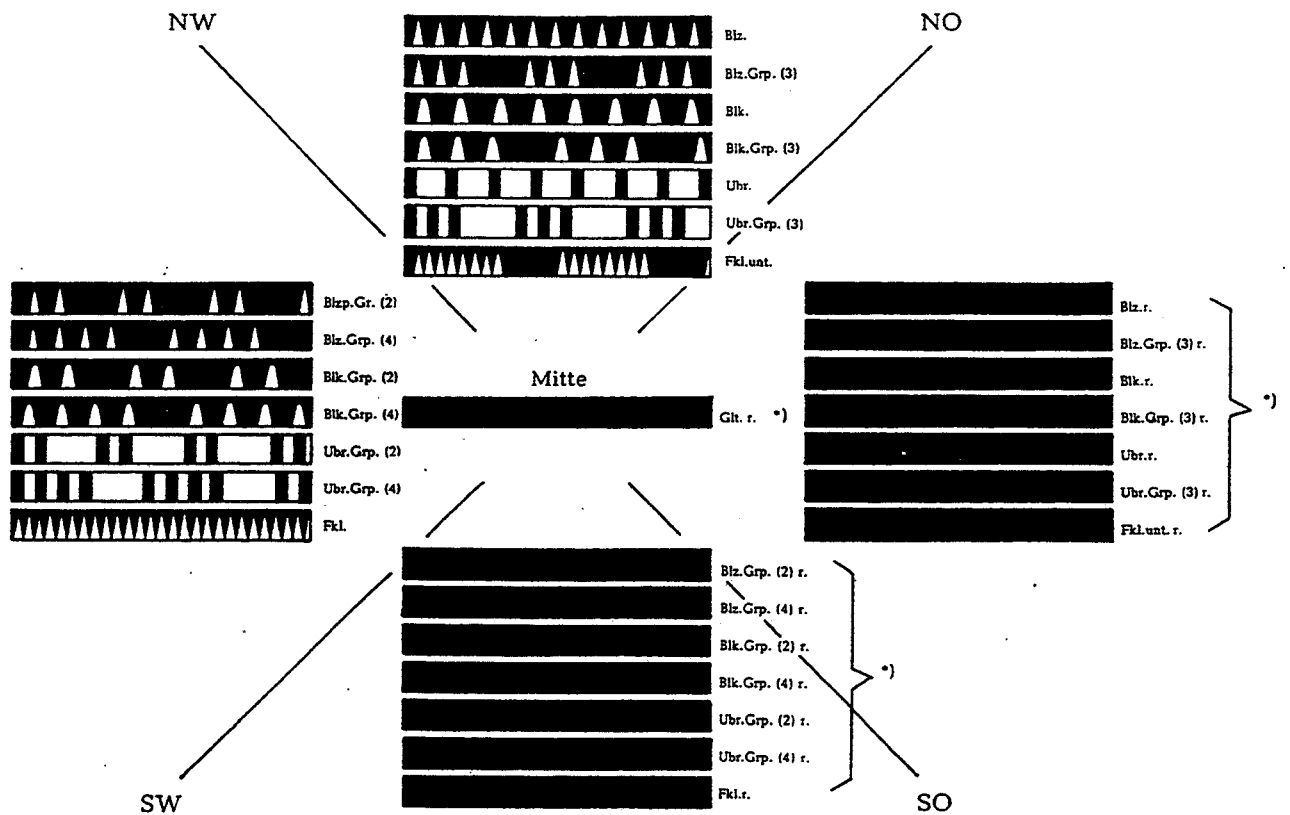 NW
NO
Blz.
Blz.Grp. (3)
Blk.
Blk.Grp. (3)
Ubr.
Ubr.Grp. (3)
Fkl.unt.
Blzp.Gr. (2)
Blz.Grp. (4)
Blk.Grp. (2)
Blk.Grp. (4)
Ubr.Grp. (2)
Ubr.Grp. (4)
Fkl.
Mitte
Glt. r. *)
Blz.r.
Blz.Grp. (3) r.
Blk.r.
Blk.Grp. (3) r.
Ubr.r.
Ubr.Grp. (3) r.
Fkl.unt. r.
*)
Blz.Grp. (2) r.
Blz.Grp. (4) r.
Blk.Grp. (2) r.
Blk.Grp. (4) r.
Ubr.Grp. (2) r.
Ubr.Grp. (4) r.
Fkl.r.
*)
SW
SO